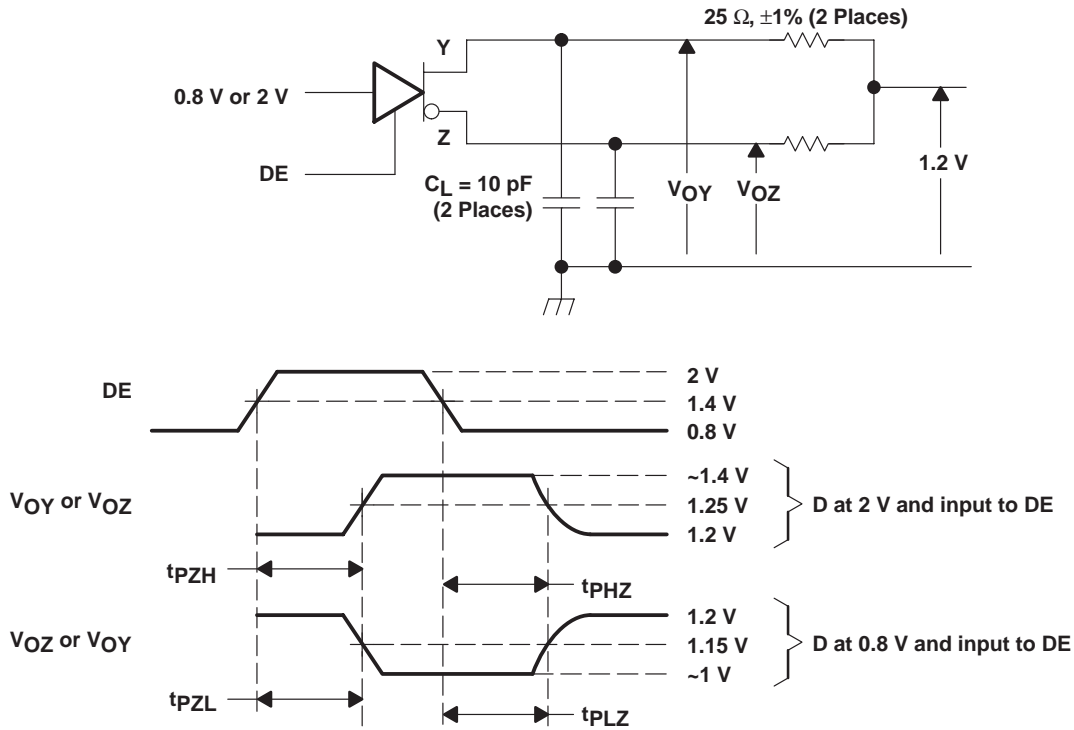 25 Ω, ±1% (2 Places)
Y
0.8 V or 2 V
Z
DE
1.2 V
CL = 10 pF
(2 Places)
VOY
VOZ
DE
2 V
1.4 V
0.8 V
VOY or VOZ
~1.4 V
1.25 V
1.2 V
D at 2 V and input to DE
tPZH
tPHZ
VOZ or VOY
1.2 V
1.15 V
~1 V
D at 0.8 V and input to DE
tPZL
tPLZ